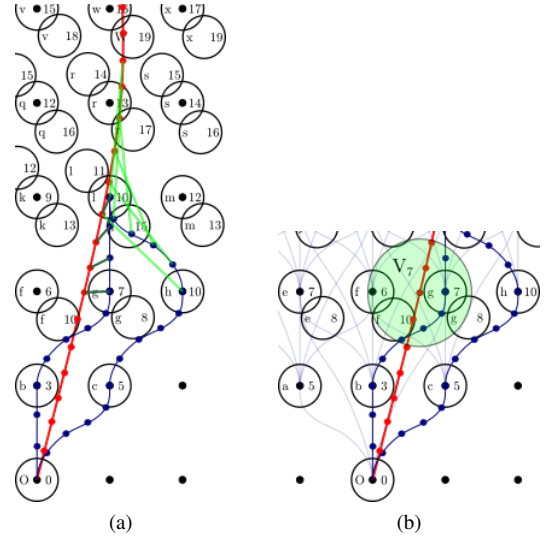 v 15 w 15 x 17
v 18 W 19 x 19
15 r 14 s 15
q 12 r 13 s 14
q 16 17 s 16
12 l 11
k 9 l 10 m 12
k 13 15 m 13
f 6 g 7 h 10
f 10 g 8
b 3 c 5
O 0
(a)
V7
e 7 f 6 g 7 h 10
e 8 10 g 8
a 5 b 3 c 5
O 0
(b)